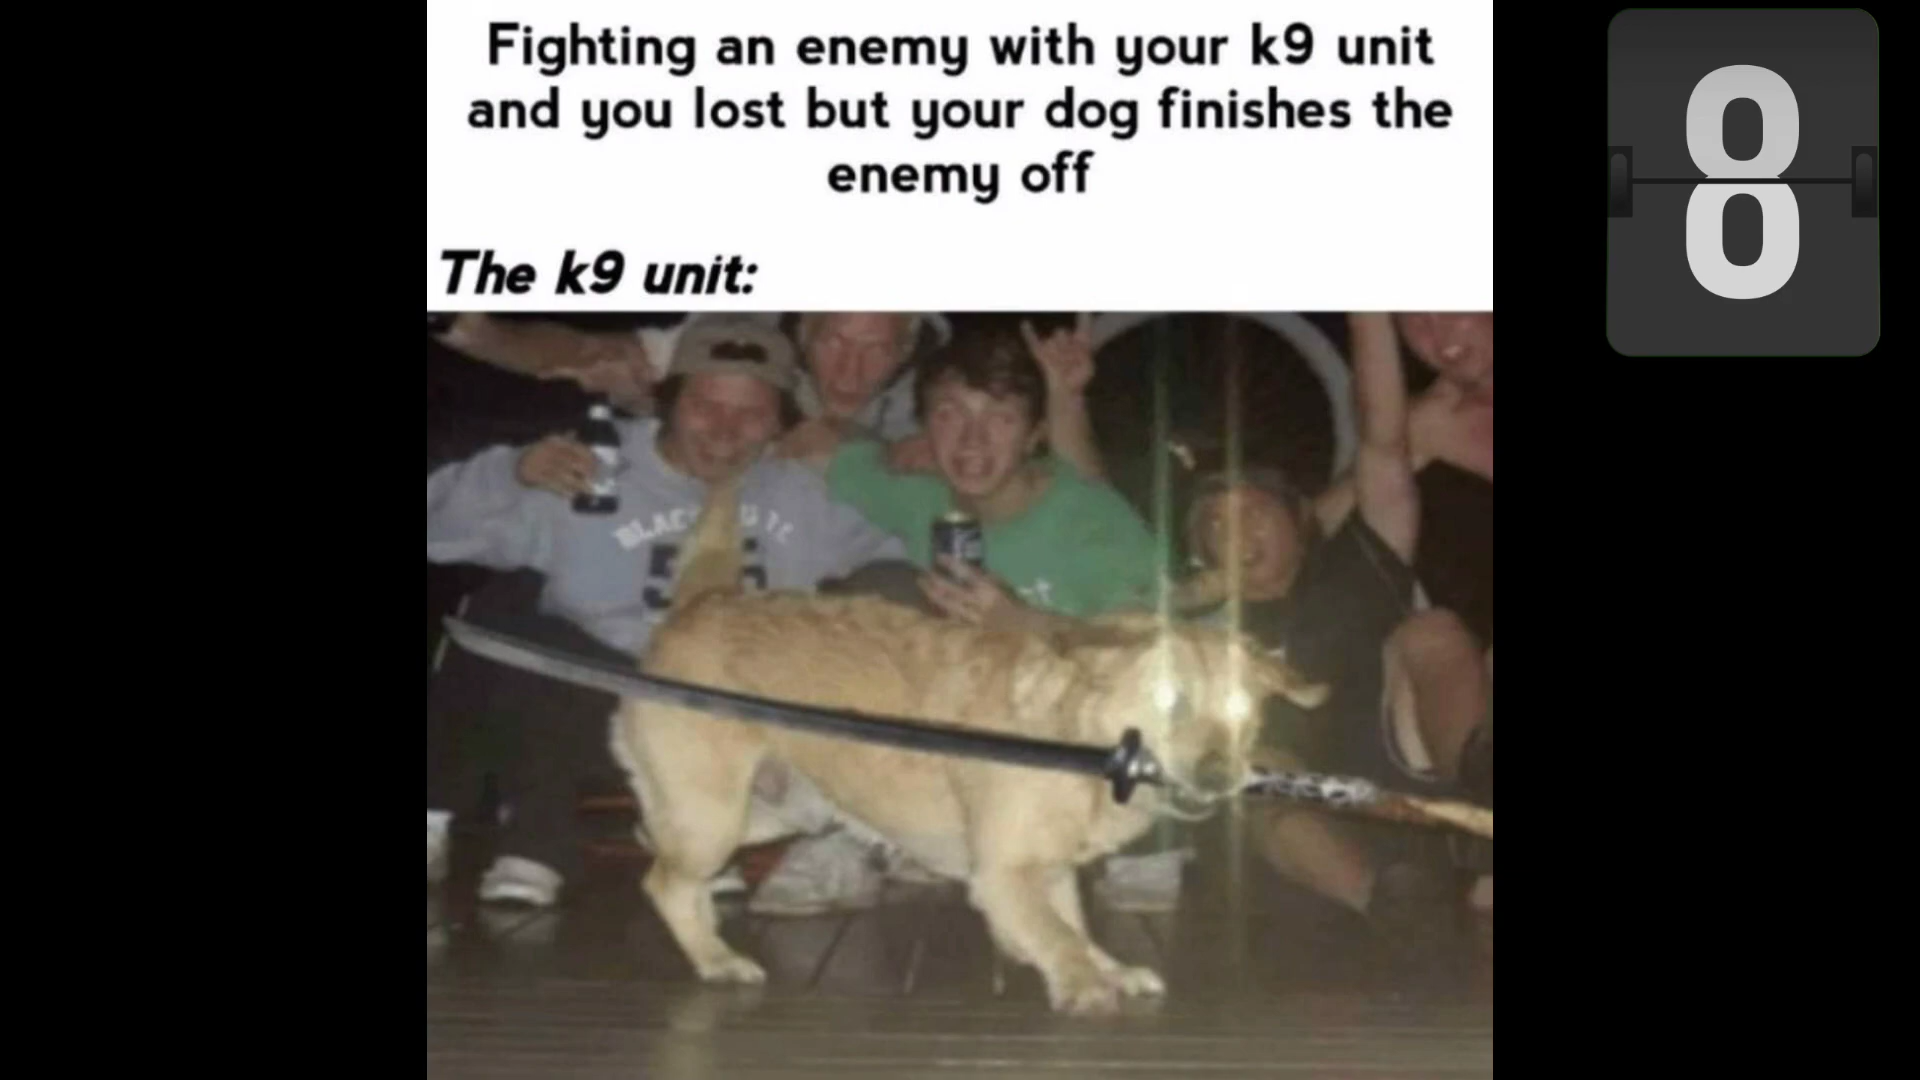 Fighting an enemy with your k9 unit
and you lost but your dog finishes the
enemy off
The k9 unit:
8